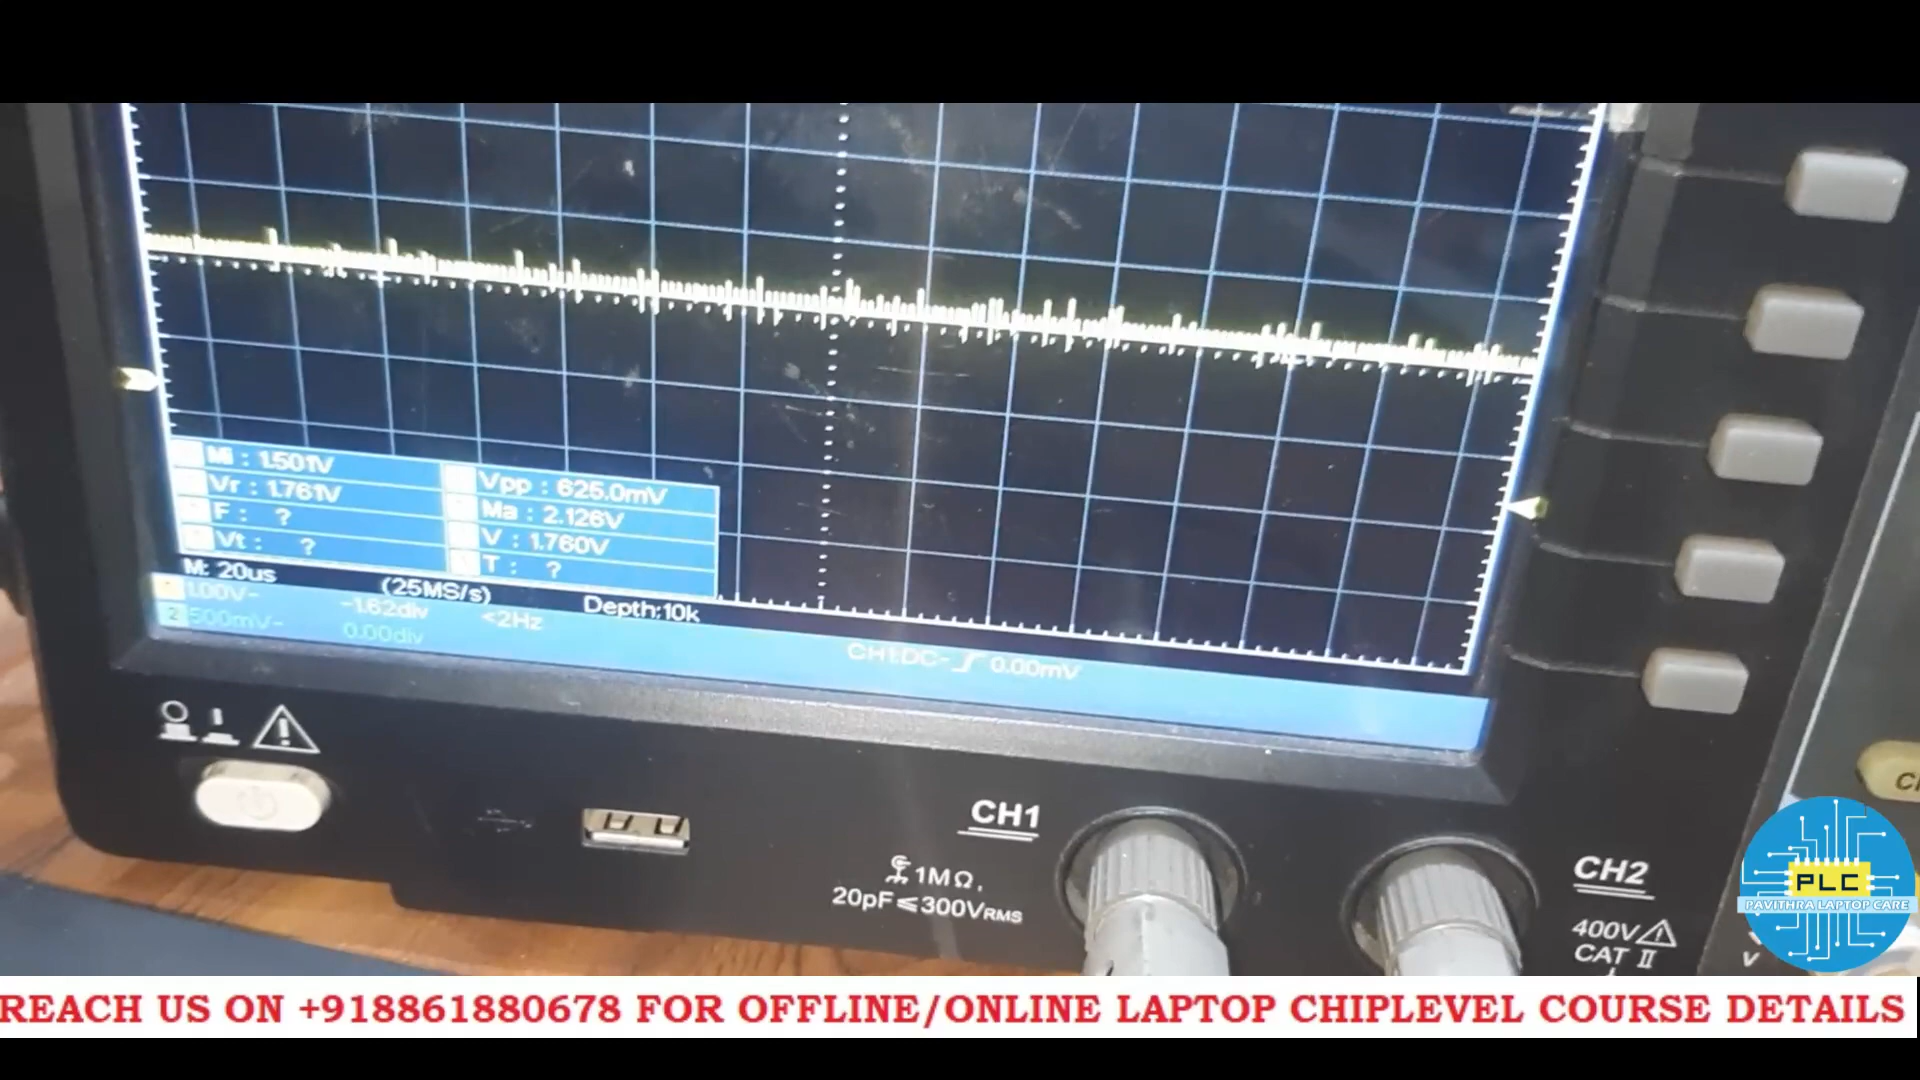 Mi : 1.501V
Vr : 1.761V
F : ?
Vt : ?
Vpp : 625.0mV
Ma : 2.126V
V : 1.760V
T : ?
M: 20us
(25MS/s)
Depth:10k
1.00V-
-1.62div
<2Hz
2 500mV-
0.00div
CH1:DC- 0.00mV
CH1
1MΩ,
20pF≤300VRMS
CH2
400V
CAT II
V
PLC
PAVITHRA LAPTOP CARE
REACH US ON +918861880678 FOR OFFLINE/ONLINE LAPTOP CHIPLEVEL COURSE DETAILS